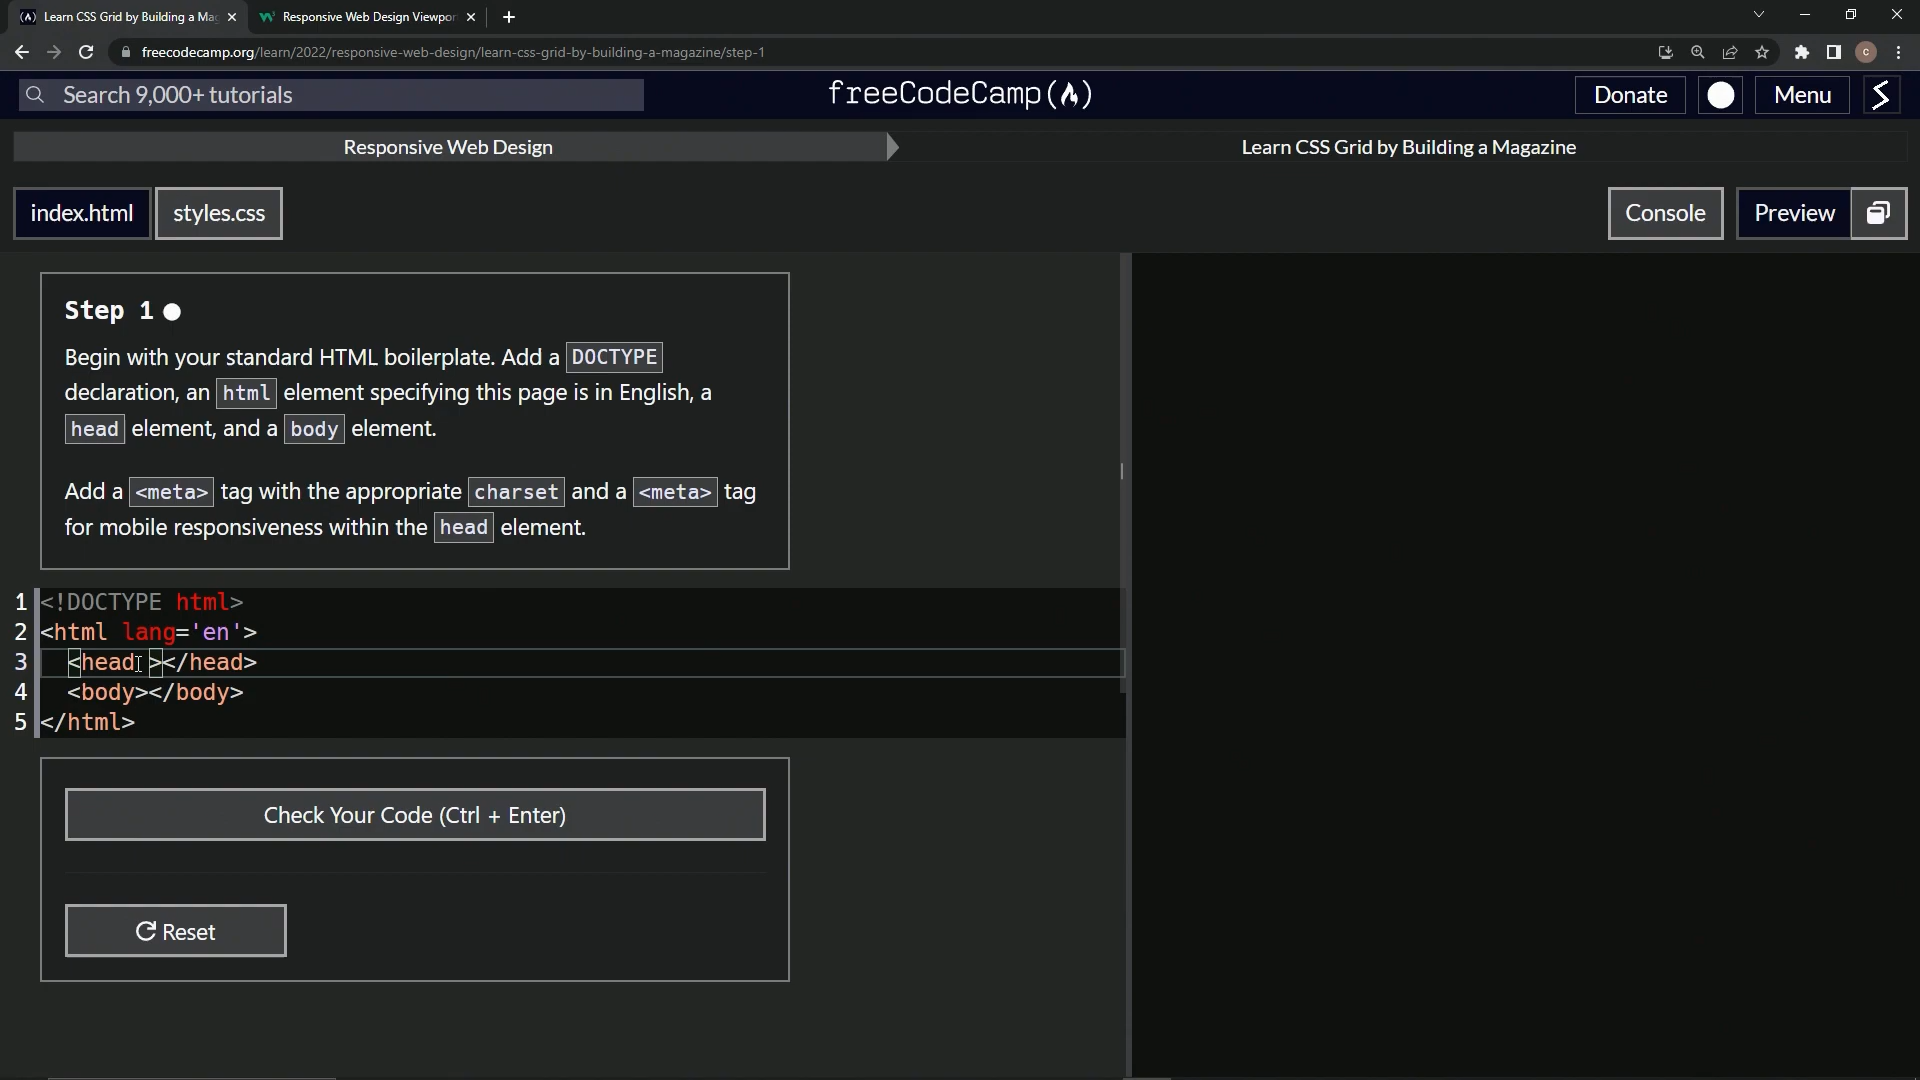 Learn CSS Grid by Building a Ma
Responsive Web Design Viewpor
freecodecamp.org/learn/2022/responsive-web-design/learn-css-grid-by-building-a-magazine/step-1
C
Search 9,000+ tutorials
freeCodeCamp
Donate
Menu
Responsive Web Design
Learn CSS Grid by Building a Magazine
index.html
styles.css
Console
Preview
Step 1
Begin with your standard HTML boilerplate. Add a DOCTYPE
declaration, an html element specifying this page is in English, a
head element, and a body element.
Add a <meta> tag with the appropriate charset and a <meta> tag
for mobile responsiveness within the head element.
1 <!DOCTYPE html>
2 <html lang='en'>
3 <head ></head>
4 <body></body>
5 </html>
Check Your Code (Ctrl + Enter)
Reset